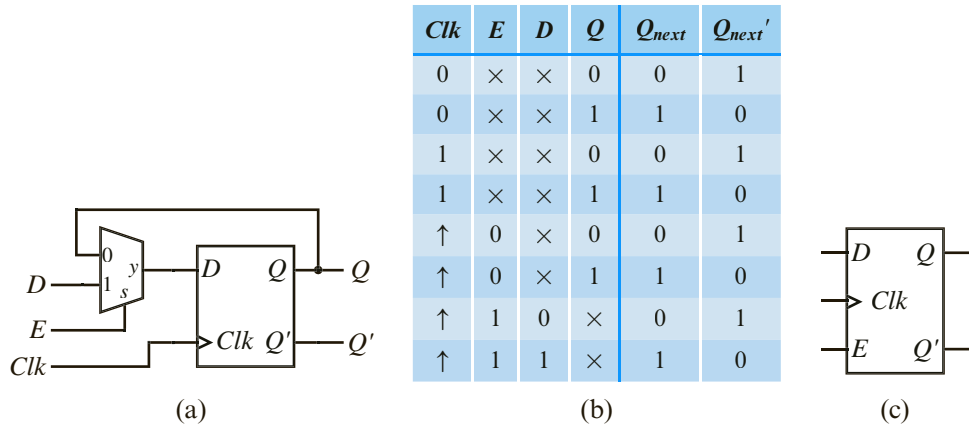 0
y
1
s
D
E
Clk
D Q
Clk Q'
Q
Q'
(a)
Clk E D Q Qnext Qnext'
0 × × 0 0 1
0 × × 1 1 0
1 × × 0 0 1
1 × × 1 1 0
↑ 0 × 0 0 1
↑ 0 × 1 1 0
↑ 1 0 × 0 1
↑ 1 1 × 1 0
(b)
D Q
Clk
E Q'
(c)